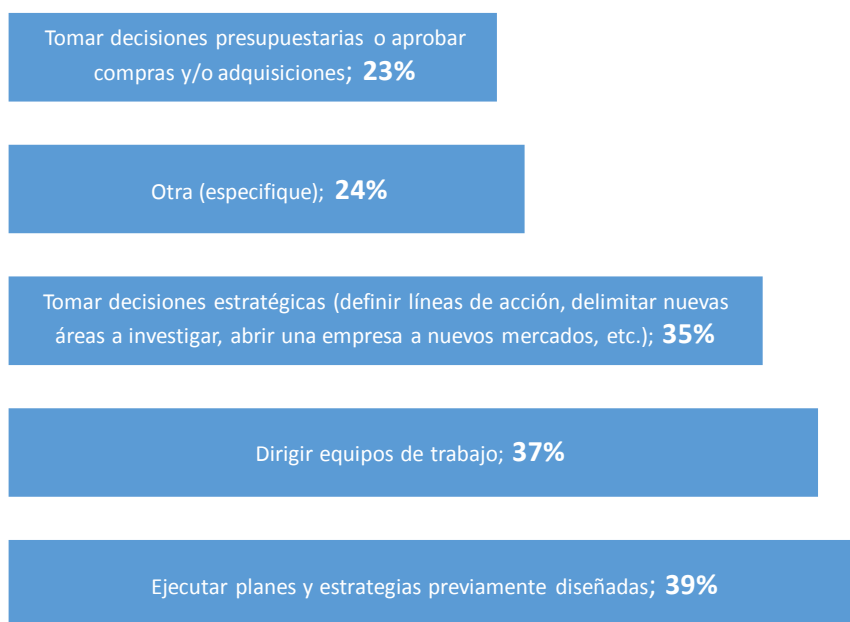 Tomar decisiones presupuestarias o aprobar
compras y/o adquisiciones; 23%
Otra (especifique); 24%
Tomar decisiones estratégicas (definir líneas de acción, delimitar nuevas
áreas a investigar, abrir una empresa a nuevos mercados, etc.); 35%
Dirigir equipos de trabajo; 37%
Ejecutar planes y estrategias previamente diseñadas; 39%